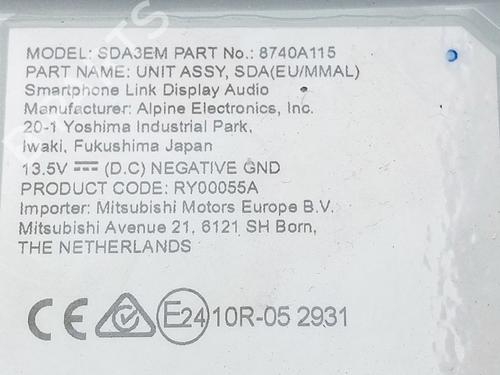 MODEL: SDA3EM PART No.: 8740A115
PART NAME: UNIT ASSY, SDA(EU/MMAL)
Smartphone Link Display Audio
Manufacturer: Alpine Electronics, Inc.
20-1 Yoshima Industrial Park,
Iwaki, Fukushima Japan
13.5V ⎓ (D.C) NEGATIVE GND
PRODUCT CODE: RY00055A
Importer: Mitsubishi Motors Europe B.V.
Mitsubishi Avenue 21, 6121 SH Born,
THE NETHERLANDS
CE E24 10R-05 2931